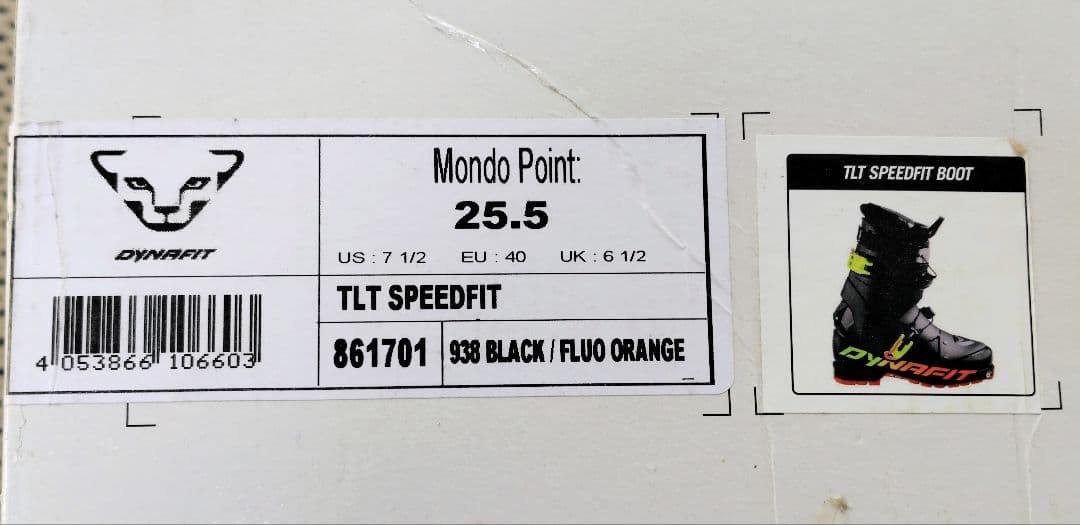 DYNAFIT
4 053866 106603
Mondo Point:
25.5
US : 7 1/2 EU : 40 UK : 6 1/2
TLT SPEEDFIT
861701 938 BLACK / FLUO ORANGE
TLT SPEEDFIT BOOT
DYNAFIT